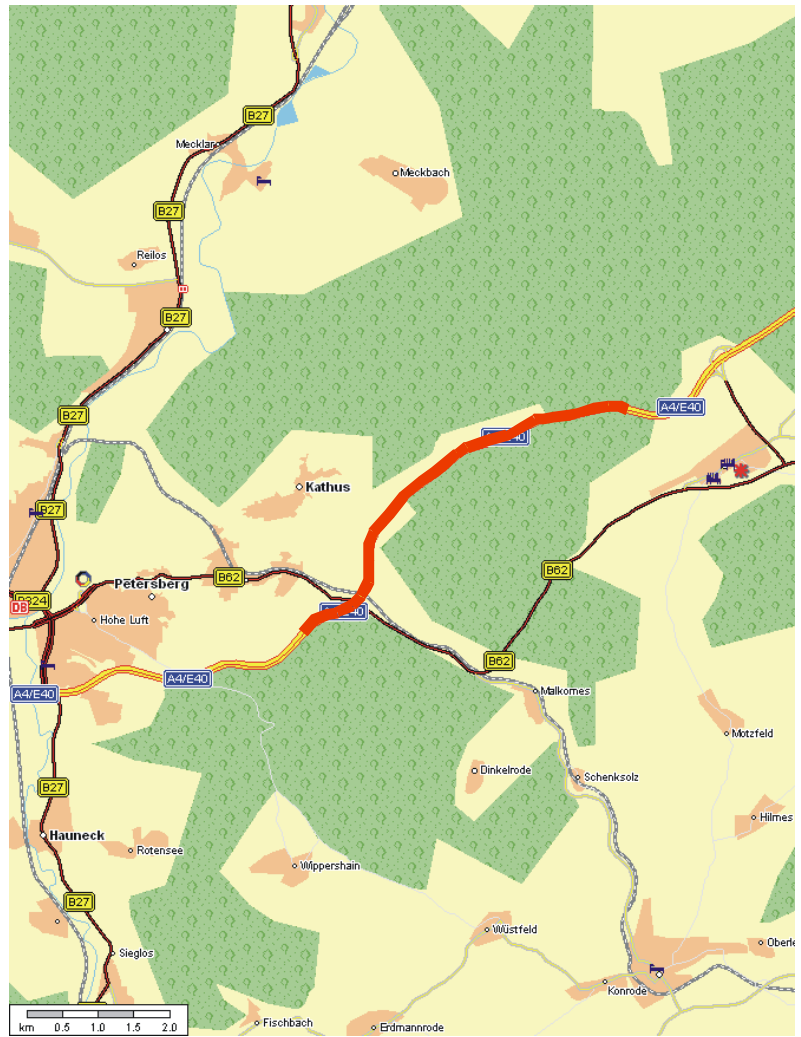 B27
Mecklar
Meckbach
B27
Reilos
B27
A4/E40
B27
Kathus
B27
B62
B62
Petersberg
DB
Hohe Luft
B62
A4/E40
A4/E40
Malkomes
Motzfeld
Dinkelrode
Schenksolz
B27
Hilmes
Hauneck
Rotensee
Wippershain
B27
Wüstfeld
Oberle
Sieglos
Konrode
km 0.5 1.0 1.5 2.0
Fischbach
Erdmannrode